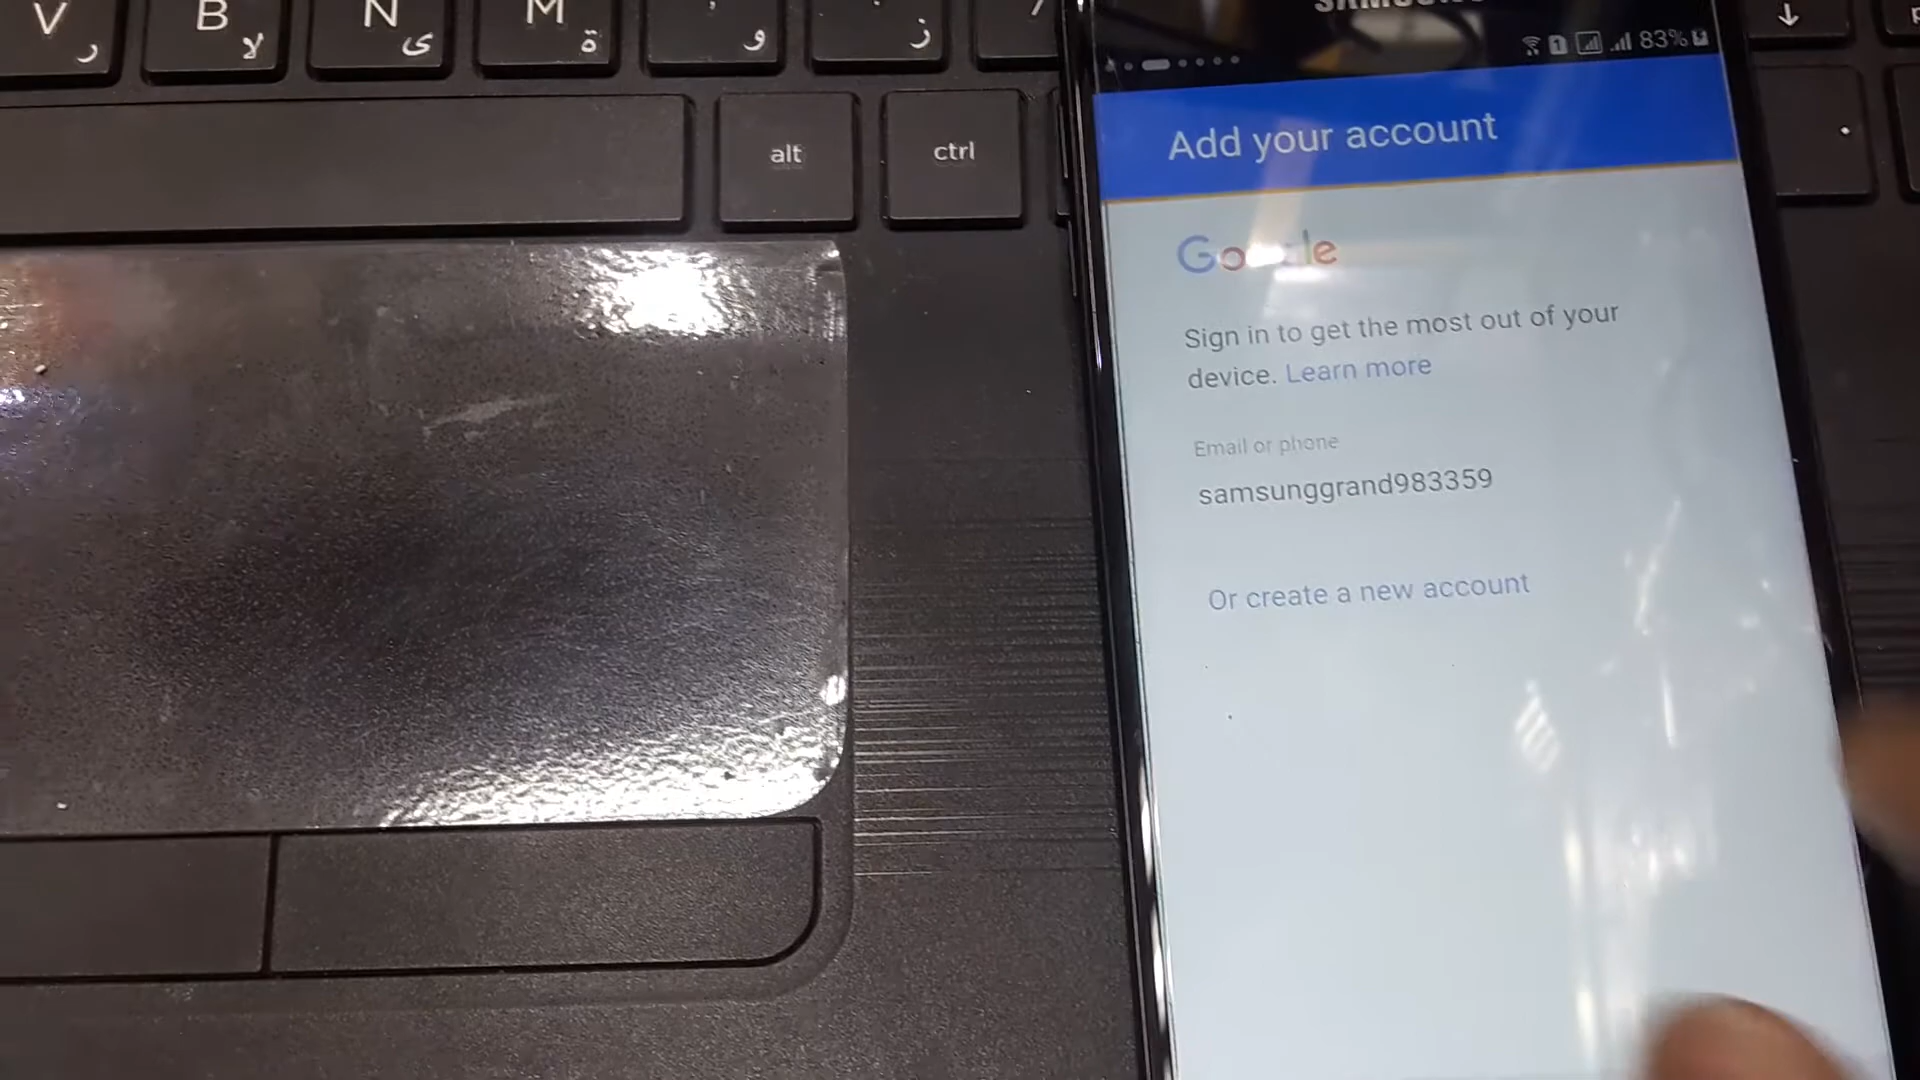 V ر
B لا
N ى
M ة
و
ز
alt
ctrl
83%
Add your account
Google
Sign in to get the most out of your
device. Learn more
Email or phone
samsunggrand983359
Or create a new account